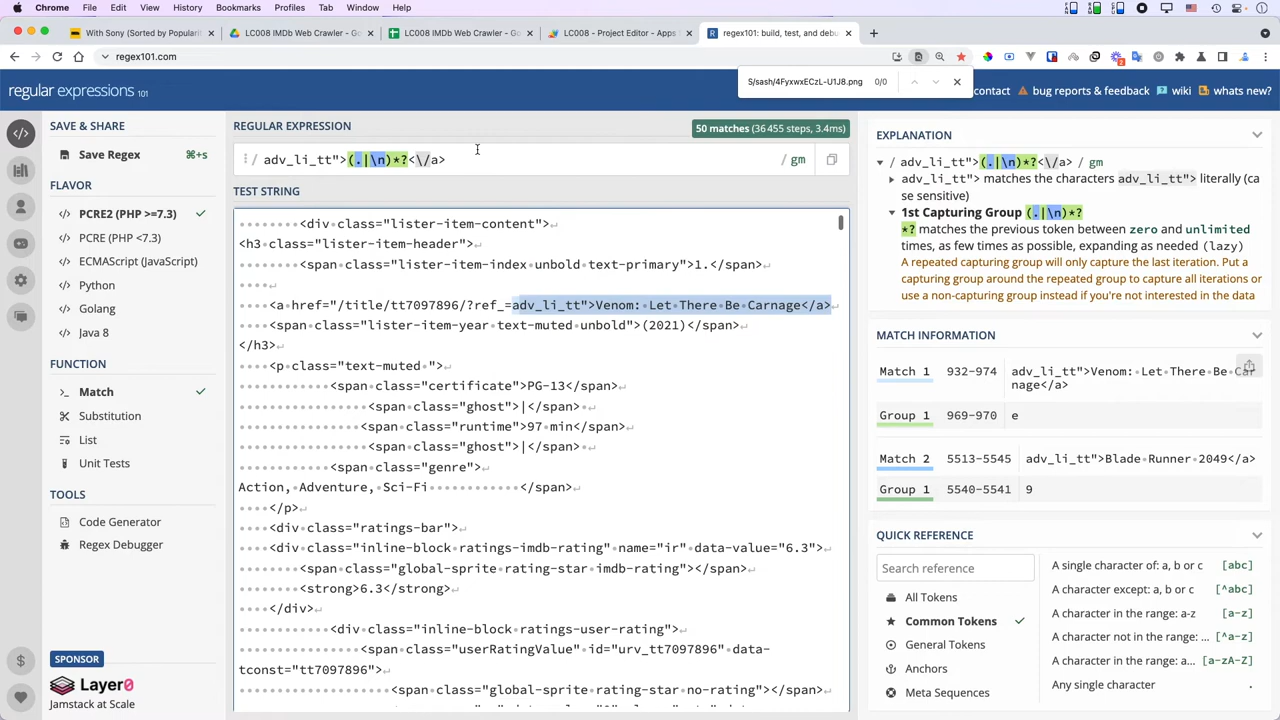 Chrome File Edit View History Bookmarks Profiles Tab Window Help
With Sony (Sorted by Populari
LC008 IMDb Web Crawler - Go
LC008 IMDb Web Crawler - Go
LC008 - Project Editor - Apps S
regex101: build, test, and debu
regex101.com
S/sash/4FyxwxECzL-U1J8.png 0/0
regular expressions 101
contact
bug reports & feedback
wiki
whats new?
SAVE & SHARE
Save Regex ⌘+s
FLAVOR
PCRE2 (PHP >=7.3)
PCRE (PHP <7.3)
ECMAScript (JavaScript)
Python
Golang
Java 8
FUNCTION
Match
Substitution
List
Unit Tests
TOOLS
Code Generator
Regex Debugger
SPONSOR
Layer0
Jamstack at Scale
REGULAR EXPRESSION
50 matches (36 455 steps, 3.4ms)
/ adv_li_tt">(.|\n)*?<\/a> / gm
TEST STRING
<div class="lister-item-content">
<h3 class="lister-item-header">
<span class="lister-item-index unbold text-primary">1.</span>
<a href="/title/tt7097896/?ref_=adv_li_tt">Venom: Let There Be Carnage</a>
<span class="lister-item-year text-muted unbold">(2021)</span>
</h3>
<p class="text-muted ">
<span class="certificate">PG-13</span>
<span class="ghost">|</span>
<span class="runtime">97 min</span>
<span class="ghost">|</span>
<span class="genre">
Action, Adventure, Sci-Fi            </span>
</p>
<div class="ratings-bar">
<div class="inline-block ratings-imdb-rating" name="ir" data-value="6.3">
<span class="global-sprite rating-star imdb-rating"></span>
<strong>6.3</strong>
</div>
<div class="inline-block ratings-user-rating">
<span class="userRatingValue" id="urv_tt7097896" data-
tconst="tt7097896">
<span class="global-sprite rating-star no-rating"></span>
EXPLANATION
/ adv_li_tt">(.|\n)*?<\/a> / gm
adv_li_tt"> matches the characters adv_li_tt"> literally (ca
se sensitive)
1st Capturing Group (.|\n)*?
*? matches the previous token between zero and unlimited
times, as few times as possible, expanding as needed (lazy)
A repeated capturing group will only capture the last iteration. Put a
capturing group around the repeated group to capture all iterations or
use a non-capturing group instead if you're not interested in the data
MATCH INFORMATION
Match 1 932-974 adv_li_tt">Venom: Let There Be Car
nage</a>
Group 1 969-970 e
Match 2 5513-5545 adv_li_tt">Blade Runner 2049</a>
Group 1 5540-5541 9
QUICK REFERENCE
Search reference
All Tokens
Common Tokens
General Tokens
Anchors
Meta Sequences
A single character of: a, b or c [abc]
A character except: a, b or c [^abc]
A character in the range: a-z [a-z]
A character not in the range: ... [^a-z]
A character in the range: a... [a-zA-Z]
Any single character .